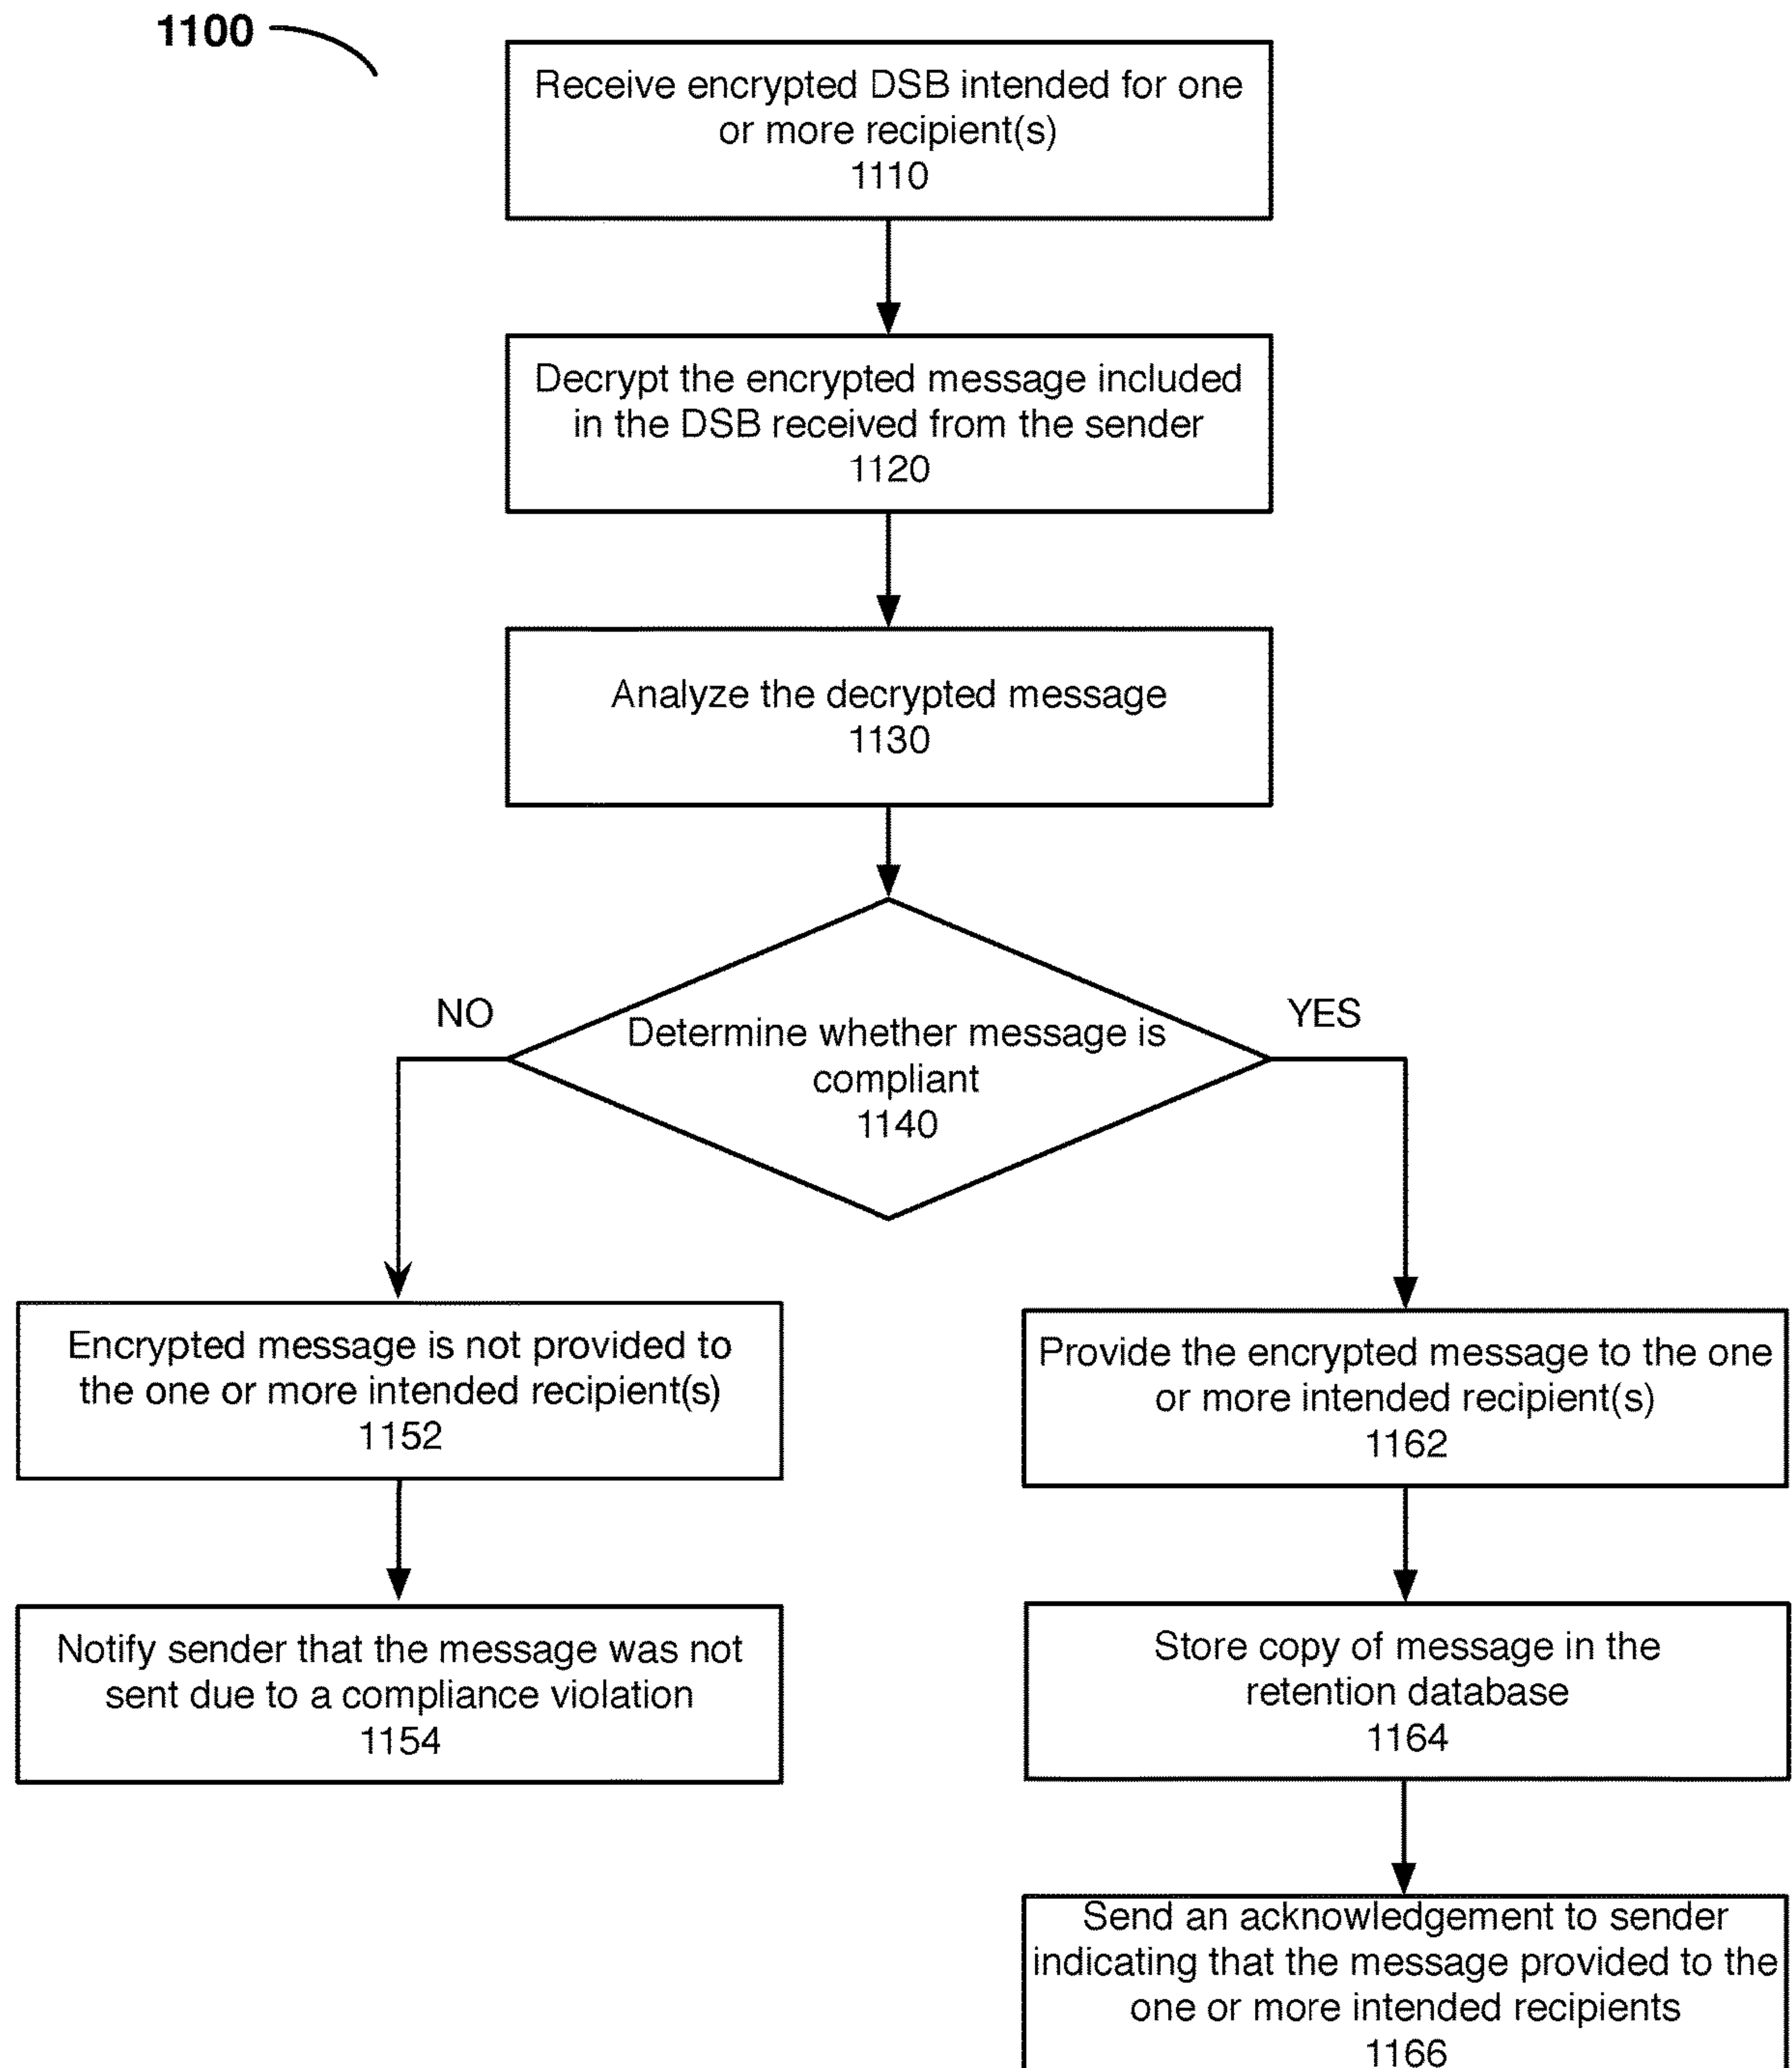 1100
Receive encrypted DSB intended for one
or more recipient(s)
1110
Decrypt the encrypted message included
in the DSB received from the sender
1120
Analyze the decrypted message
1130
NO
YES
Determine whether message is
compliant
1140
Encrypted message is not provided to
the one or more intended recipient(s)
1152
Provide the encrypted message to the one
or more intended recipient(s)
1162
Notify sender that the message was not
sent due to a compliance violation
1154
Store copy of message in the
retention database
1164
Send an acknowledgement to sender
indicating that the message provided to the
one or more intended recipients
1166